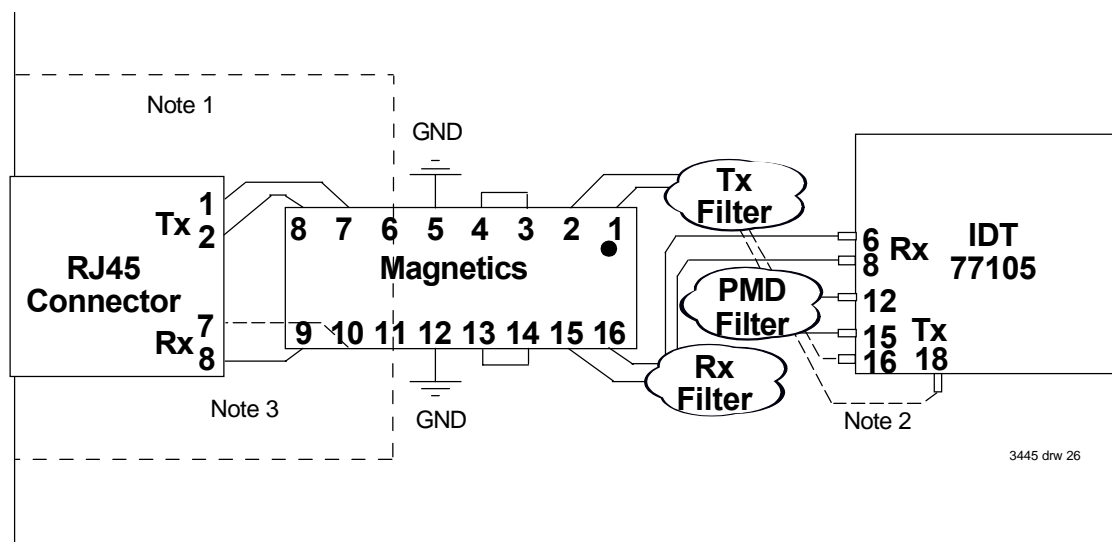 Note 1
GND
Tx
Filter
1
Tx
2
RJ45
Connector
7
Rx
8
8 7 6 5 4 3 2 1
Magnetics
9 10 11 12 13 14 15 16
6
Rx
8
IDT
77105
PMD
Filter
12
15
Tx
16
18
Rx
Filter
Note 3
GND
Note 2
3445 drw 26